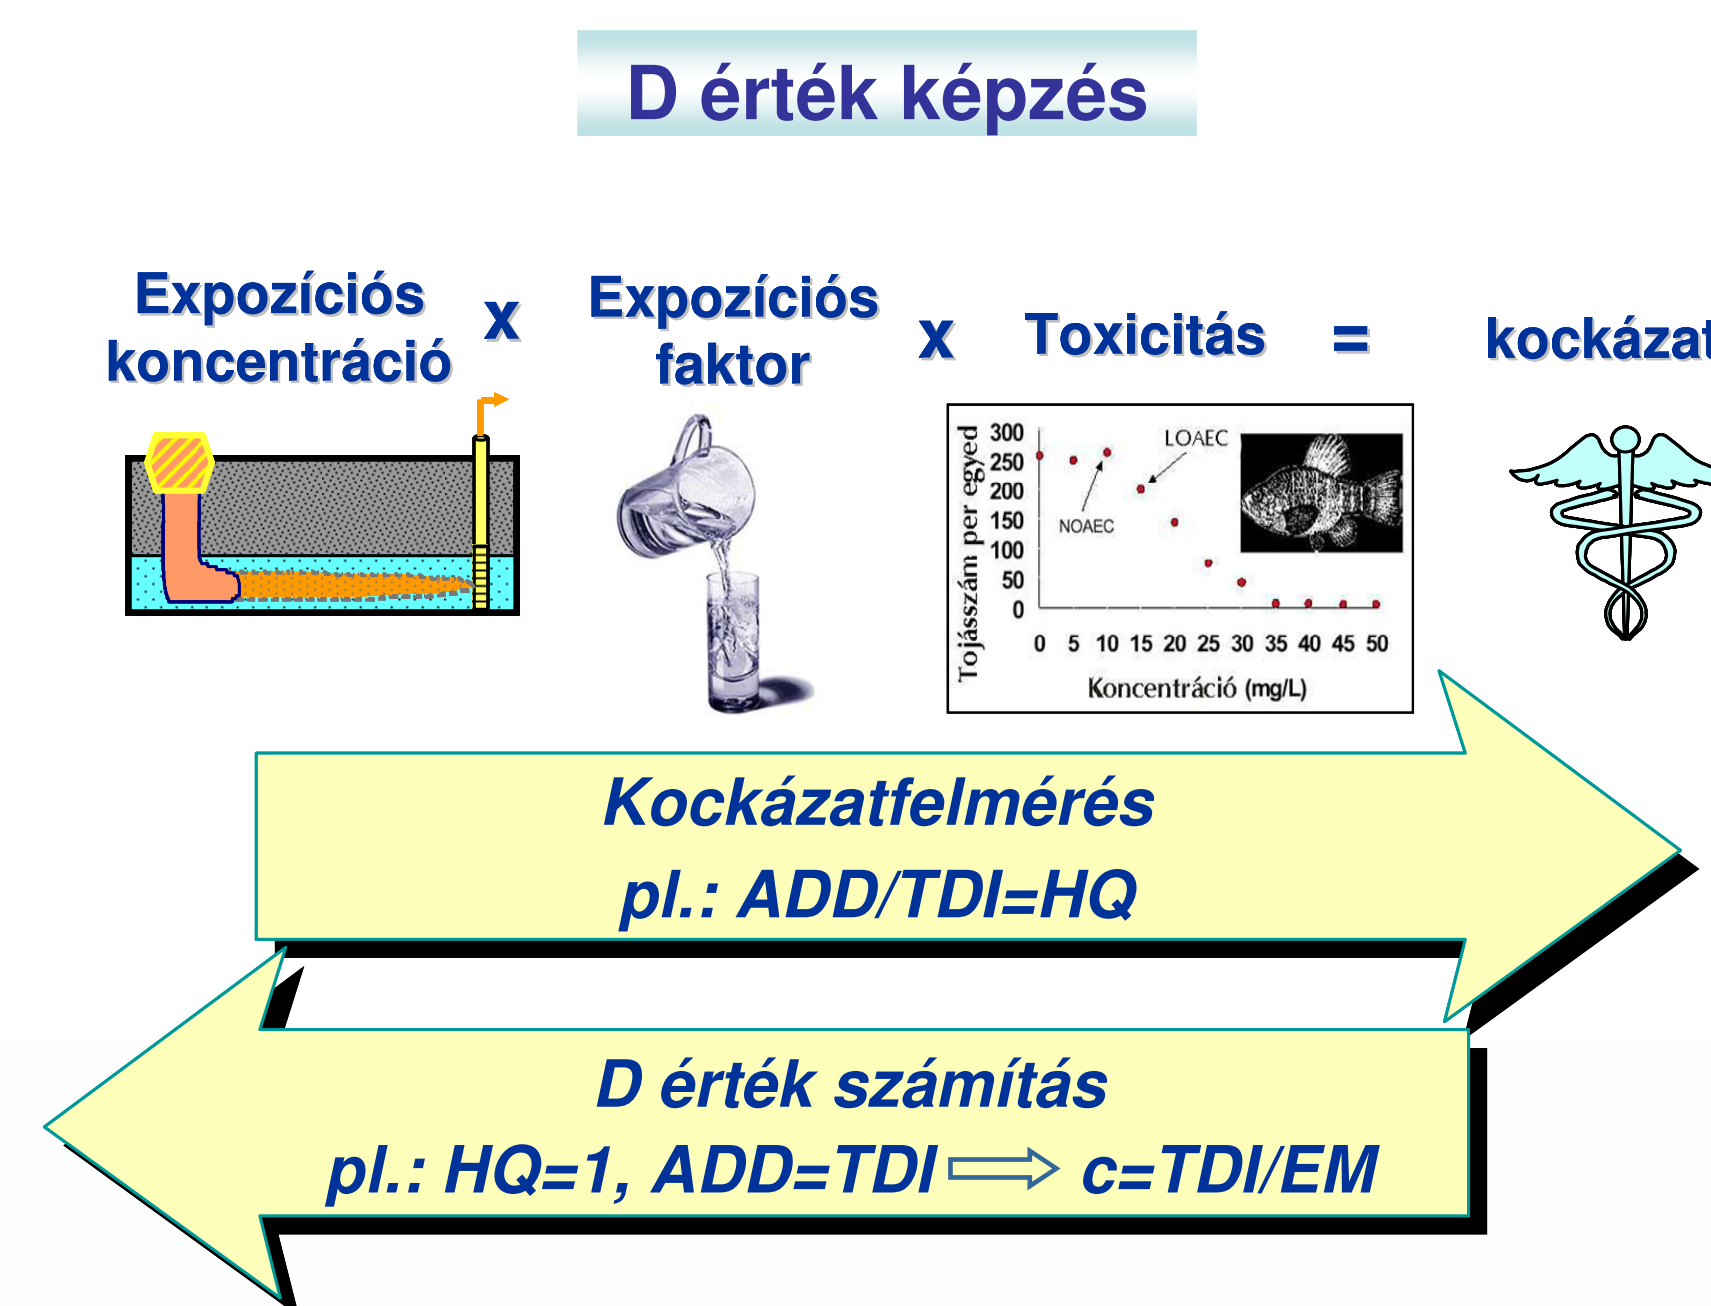 D érték képzés
Expozíciós
koncentráció
x
Expozíciós
faktor
x
Toxicitás
=
kockázat
Tojásszám per egyed
300
250
200
150
100
50
0
LOAEC
NOAEC
0 5 10 15 20 25 30 35 40 45 50
Koncentráció (mg/L)
Kockázatfelmérés
pl.: ADD/TDI=HQ
D érték számítás
pl.: HQ=1, ADD=TDI c=TDI/EM